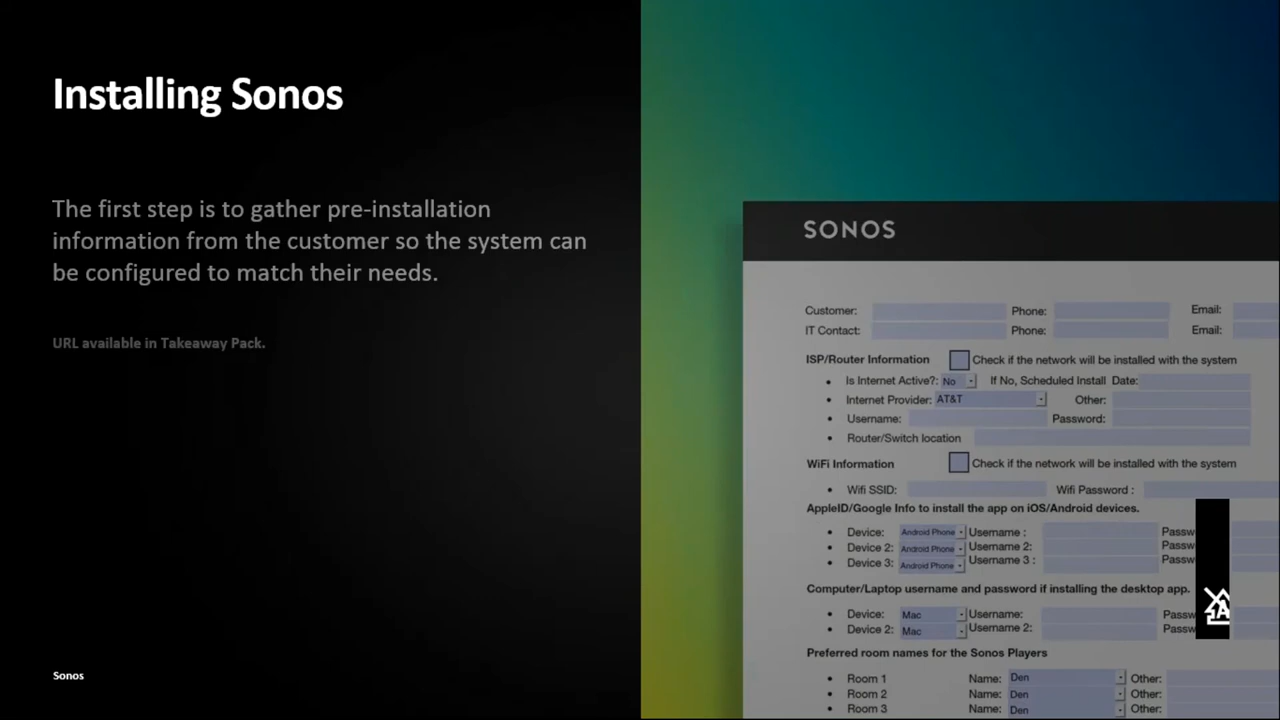 Installing Sonos
The first step is to gather pre-installation
information from the customer so the system can
be configured to match their needs.
URL available in Takeaway Pack.
Sonos
SONOS
Customer: Phone: Email:
IT Contact: Phone: Email:
ISP/Router Information Check if the network will be installed with the system
• Is Internet Active?: No If No, Scheduled Install Date:
• Internet Provider: AT&T Other:
• Username: Password:
• Router/Switch location
WiFi Information Check if the network will be installed with the system
• Wifi SSID: Wifi Password :
AppleID/Google Info to install the app on iOS/Android devices.
• Device: Android Phone Username : Passw
• Device 2: Android Phone Username 2: Passw
• Device 3: Android Phone Username 3 : Passw
Computer/Laptop username and password if installing the desktop app.
• Device: Mac Username: Passw
• Device 2: Mac Username 2: Passw
Preferred room names for the Sonos Players
• Room 1 Name: Den Other:
• Room 2 Name: Den Other:
• Room 3 Name: Den Other: